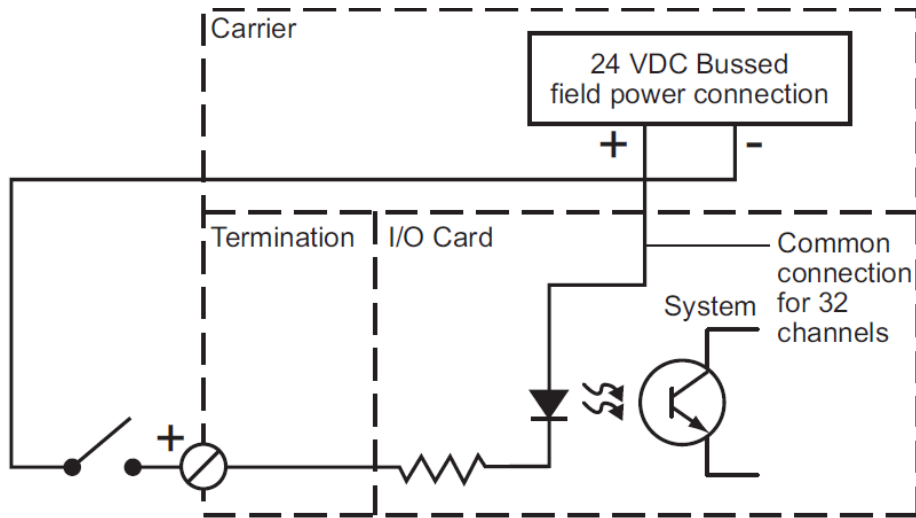 Carrier
24 VDC Bussed
field power connection
+ -
Termination
I/O Card
Common
connection
for 32
channels
System
+